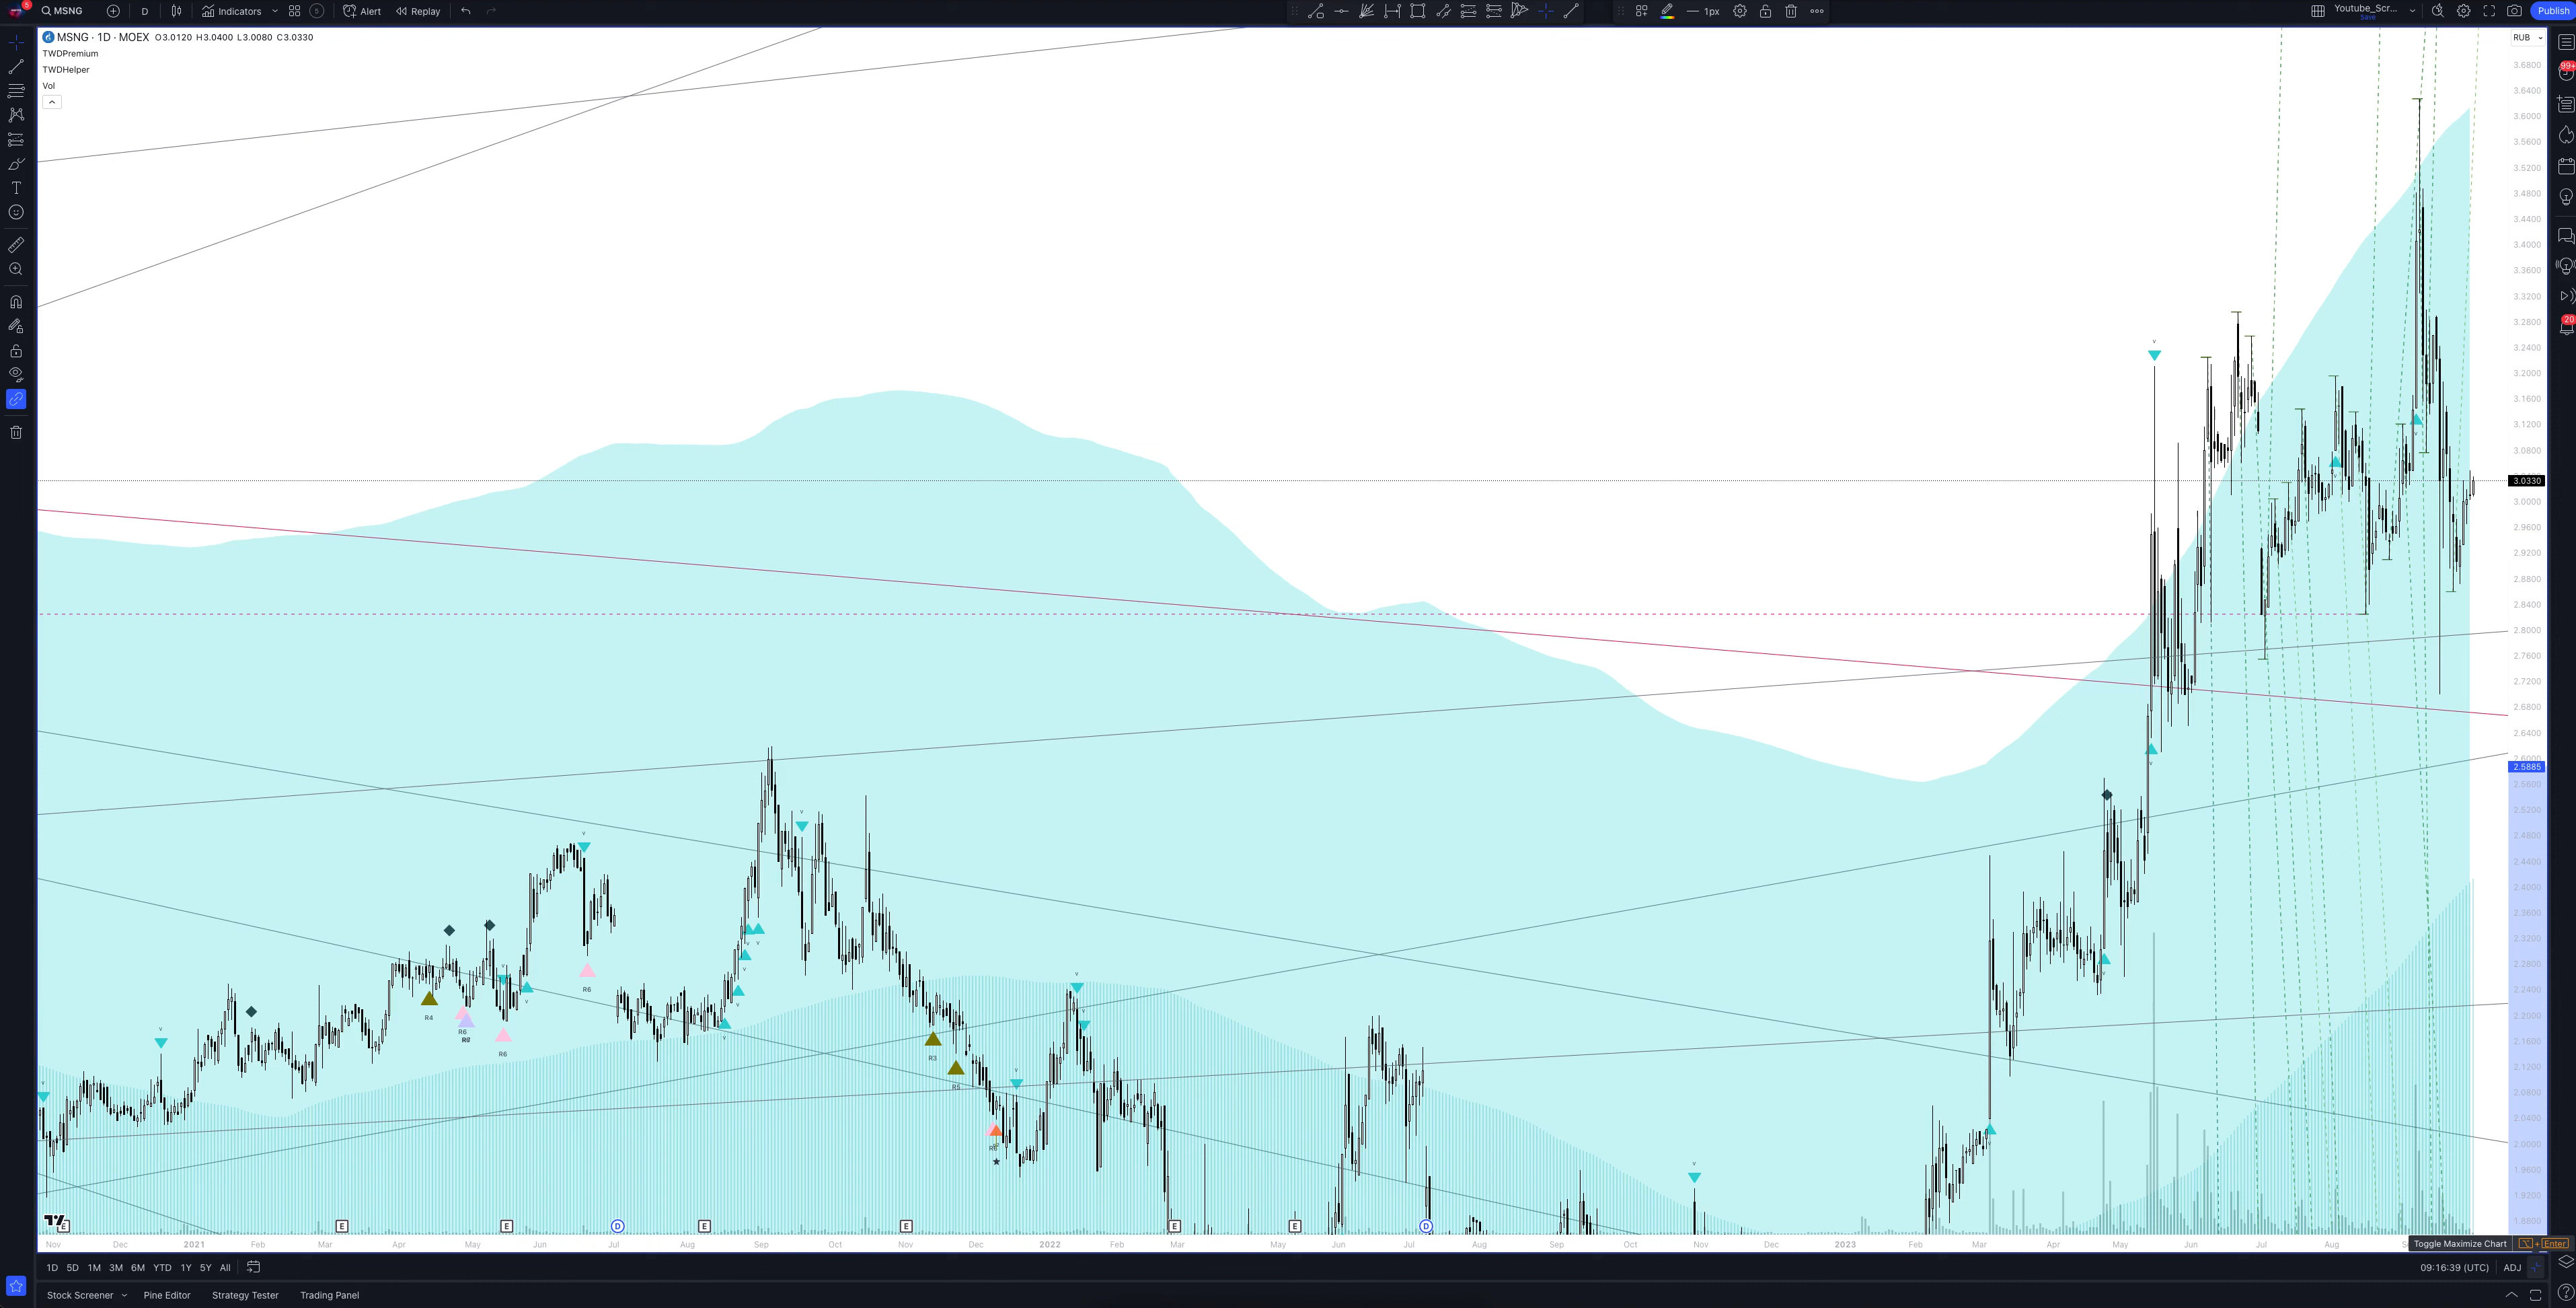 5
MSNG
D
Indicators
5
Alert
Replay
1px
Youtube_Scr...
Save
Publish
MSNG · 1D · MOEX O3.0120 H3.0400 L3.0080 C3.0330
TWDPremium
TWDHelper
Vol
RUB
3.6800
3.6400
3.6000
3.5600
3.5200
3.4800
3.4400
3.4000
3.3600
3.3200
3.2800
3.2400
3.2000
3.1600
3.1200
3.0800
3.0330
3.0000
2.9600
2.9200
2.8800
2.8400
2.8000
2.7600
2.7200
2.6800
2.6400
2.5885
2.5600
2.5200
2.4800
2.4400
2.4000
2.3600
2.3200
2.2800
2.2400
2.2000
2.1600
2.1200
2.0800
2.0400
2.0000
1.9600
1.9200
1.8800
99+
20
R4
R6
R6
R6
R3
R5
E E E D E E E E D
Nov Dec 2021 Feb Mar Apr May Jun Jul Aug Sep Oct Nov Dec 2022 Feb Mar May Jun Jul Aug Sep Oct Nov Dec 2023 Feb Mar Apr May Jun Jul Aug
Toggle Maximize Chart + Enter
1D 5D 1M 3M 6M YTD 1Y 5Y All
09:16:39 (UTC) ADJ
Stock Screener Pine Editor Strategy Tester Trading Panel